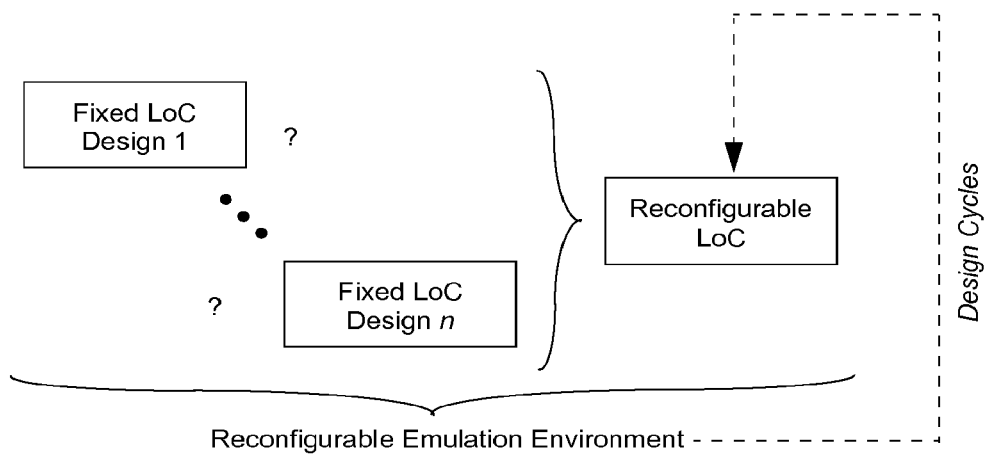 Fixed LoC
Design 1
?
?
Fixed LoC
Design n
Reconfigurable
LoC
Design Cycles
Reconfigurable Emulation Environment